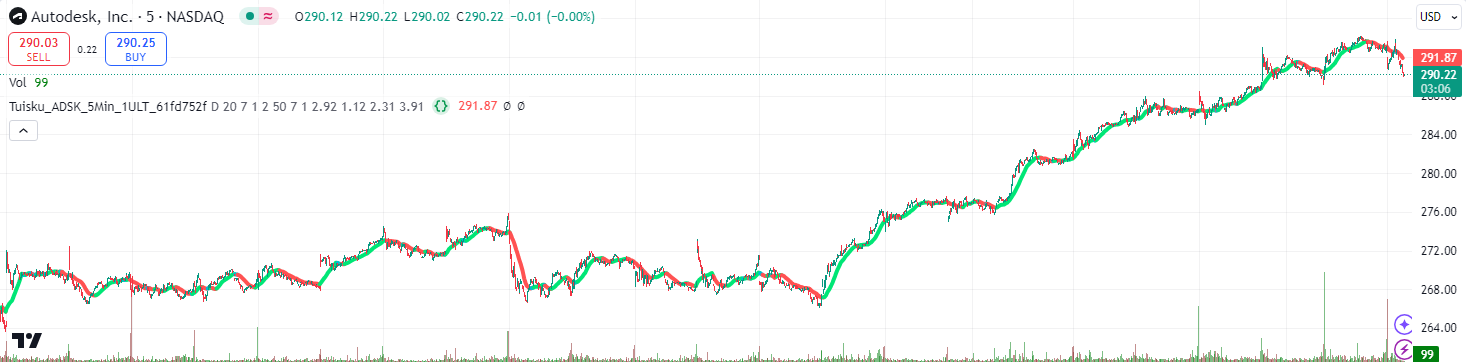 Autodesk, Inc. · 5 · NASDAQ O290.12 H290.22 L290.02 C290.22 −0.01 (−0.00%)
USD
290.03 SELL 0.22 290.25 BUY
Vol 99
Tuisku_ADSK_5Min_1ULT_61fd752f D 20 7 1 2 50 7 1 2.92 1.12 2.31 3.91 {} 291.87 Ø Ø
291.87
290.22
03:06
284.00
280.00
276.00
272.00
268.00
264.00
99